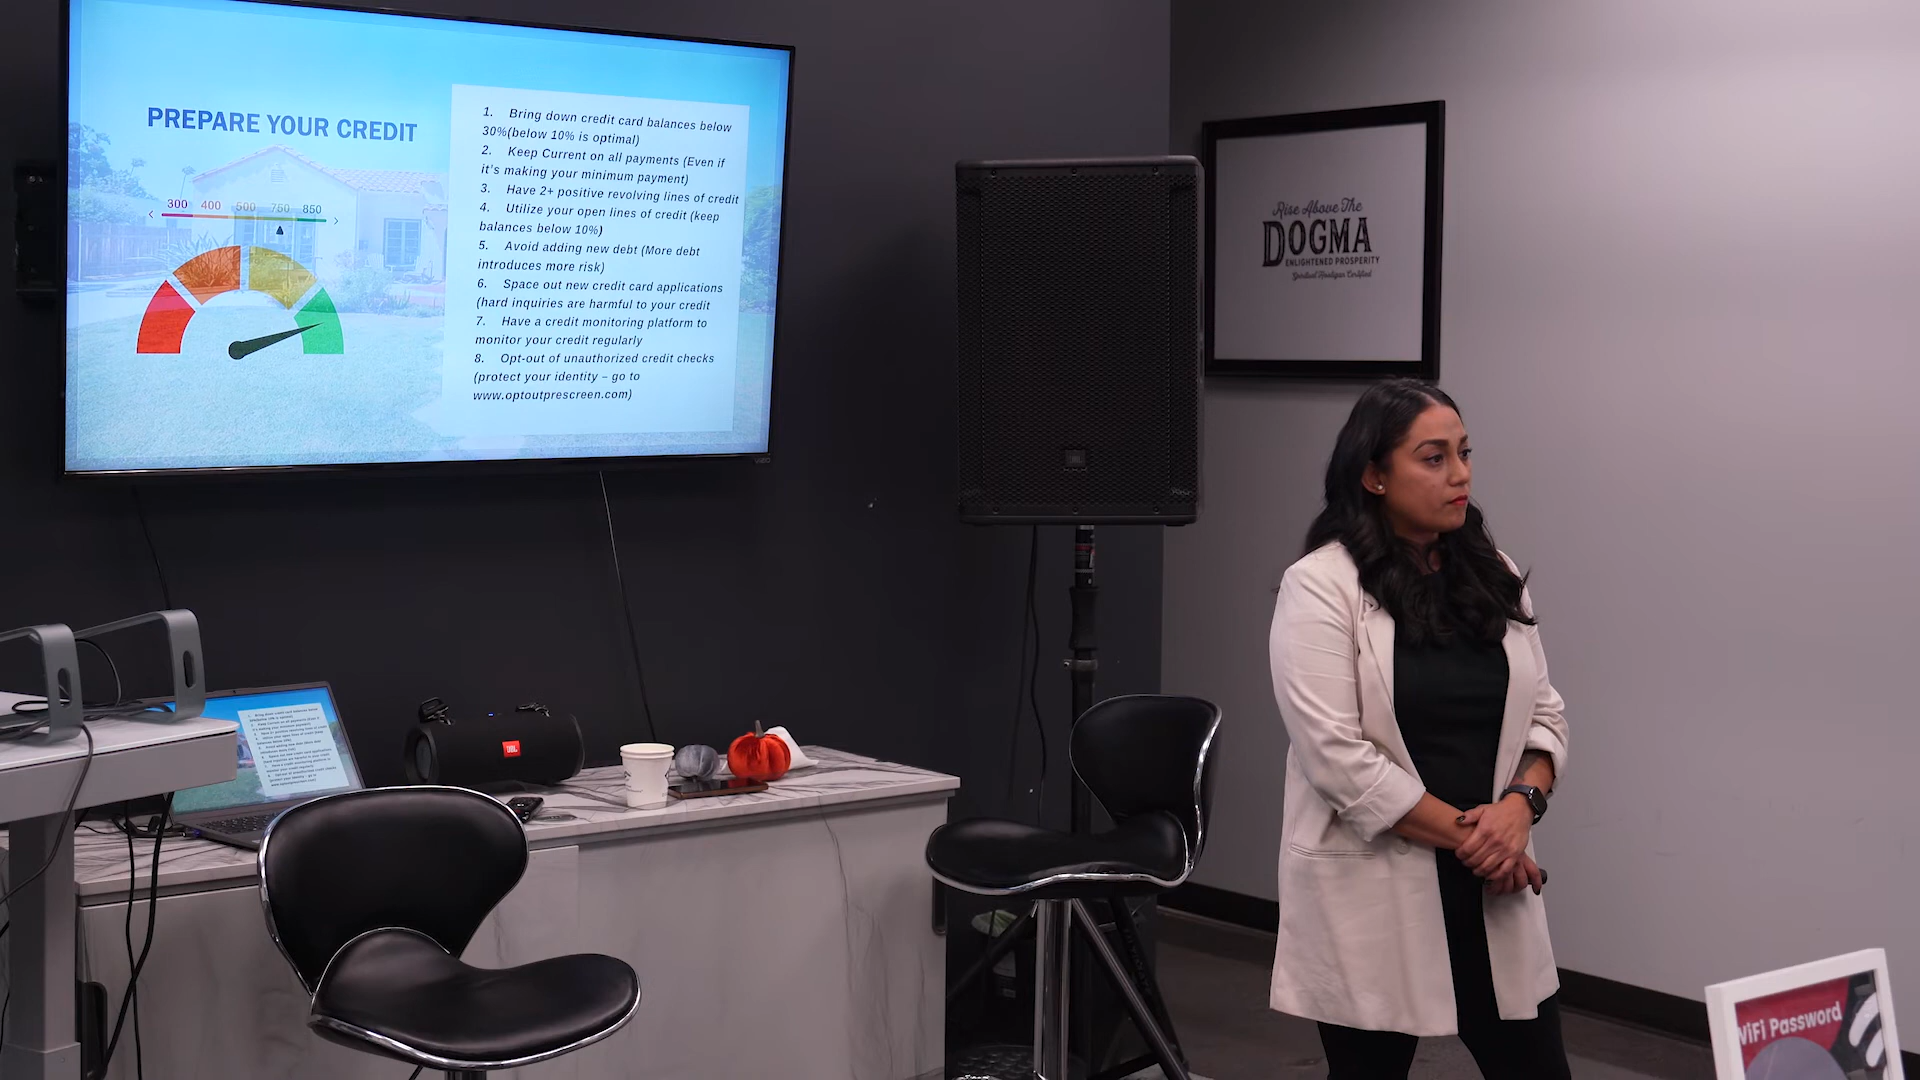 PREPARE YOUR CREDIT
300 400 500 750 850
1. Bring down credit card balances below
30%(below 10% is optimal)
2. Keep Current on all payments (Even if
it's making your minimum payment)
3. Have 2+ positive revolving lines of credit
4. Utilize your open lines of credit (keep
balances below 10%)
5. Avoid adding new debt (More debt
introduces more risk)
6. Space out new credit card applications
(hard inquiries are harmful to your credit
7. Have a credit monitoring platform to
monitor your credit regularly
8. Opt-out of unauthorized credit checks
(protect your identity – go to
www.optoutprescreen.com)
Rise Above The
DOGMA
ENLIGHTENED PROSPERITY
Spiritual Hooligan Certified
JBL
JBL
WiFi Password